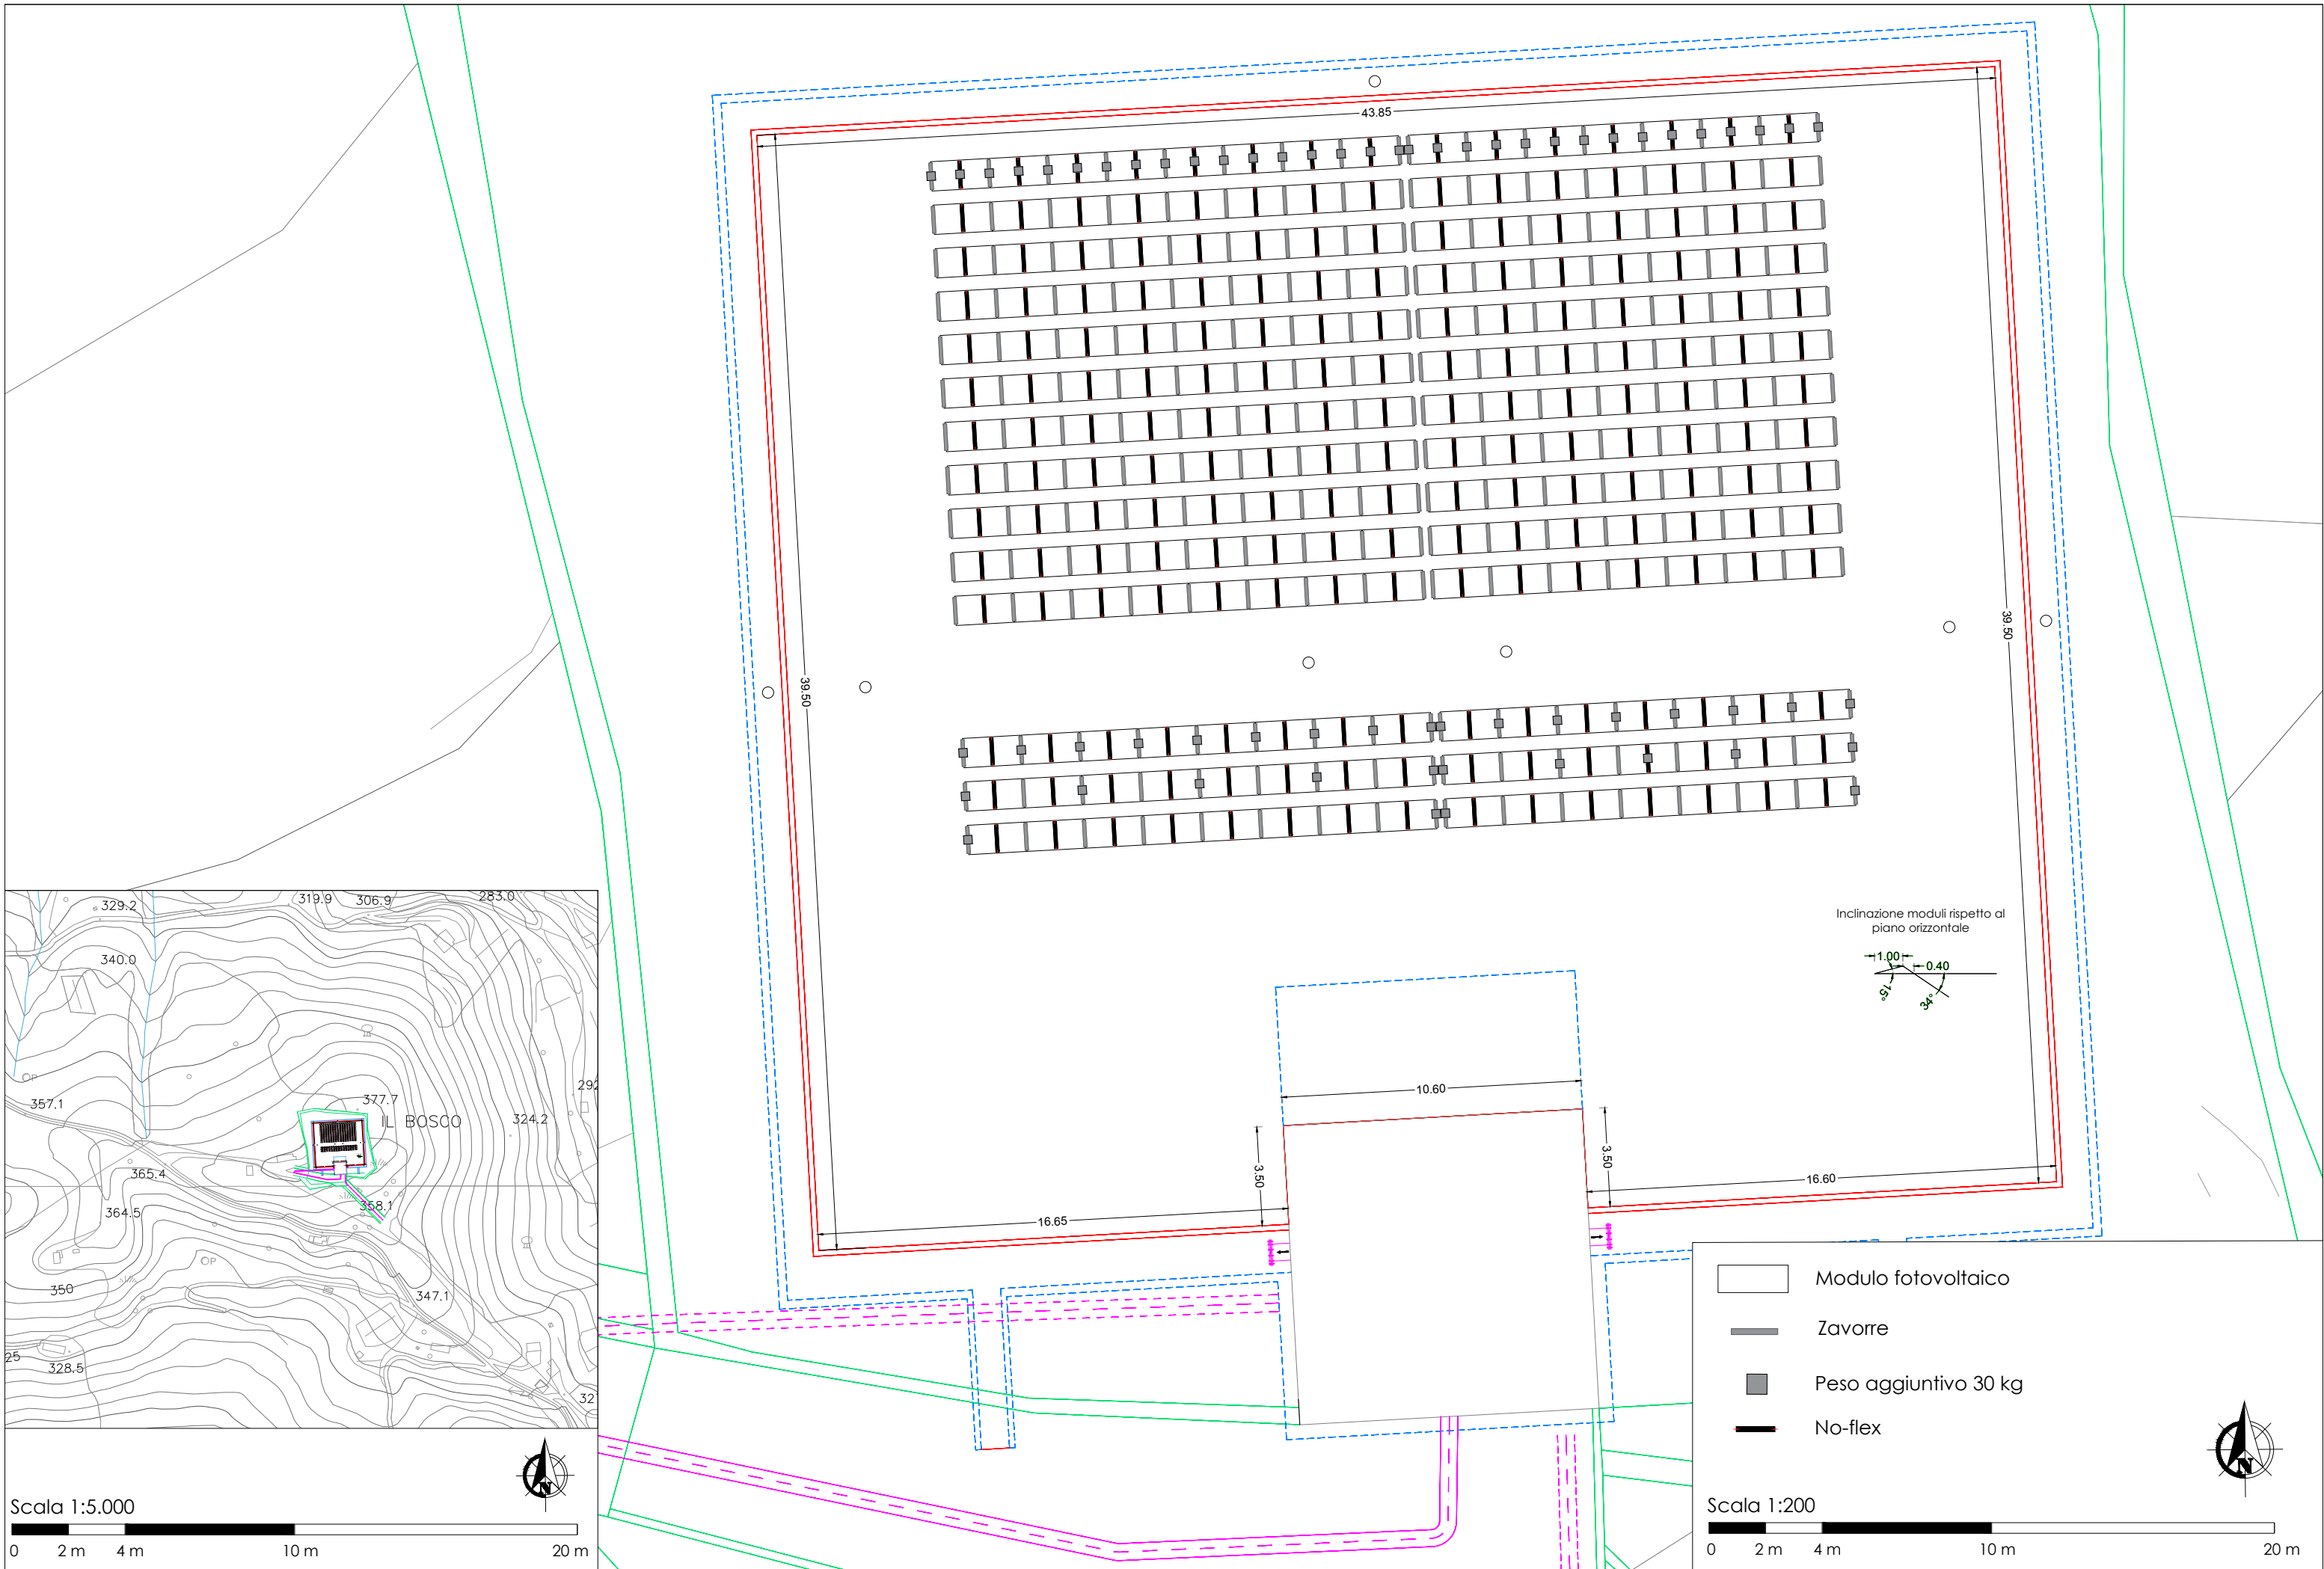 43.85
39.50
39.50
Inclinazione moduli rispetto al
piano orizzontale
1.00
0.40
15°
34°
10.60
3.50
3.50
16.60
16.65
329.2
319.9
306.9
283.0
340.0
357.1
377.7
IL BOSCO
324.2
292
365.4
358.1
364.5
350
347.1
25
328.5
32
P
P
N
Scala 1:5.000
0 2 m 4 m 10 m 20 m
Modulo fotovoltaico
Zavorre
Peso aggiuntivo 30 kg
No-flex
N
Scala 1:200
0 2 m 4 m 10 m 20 m